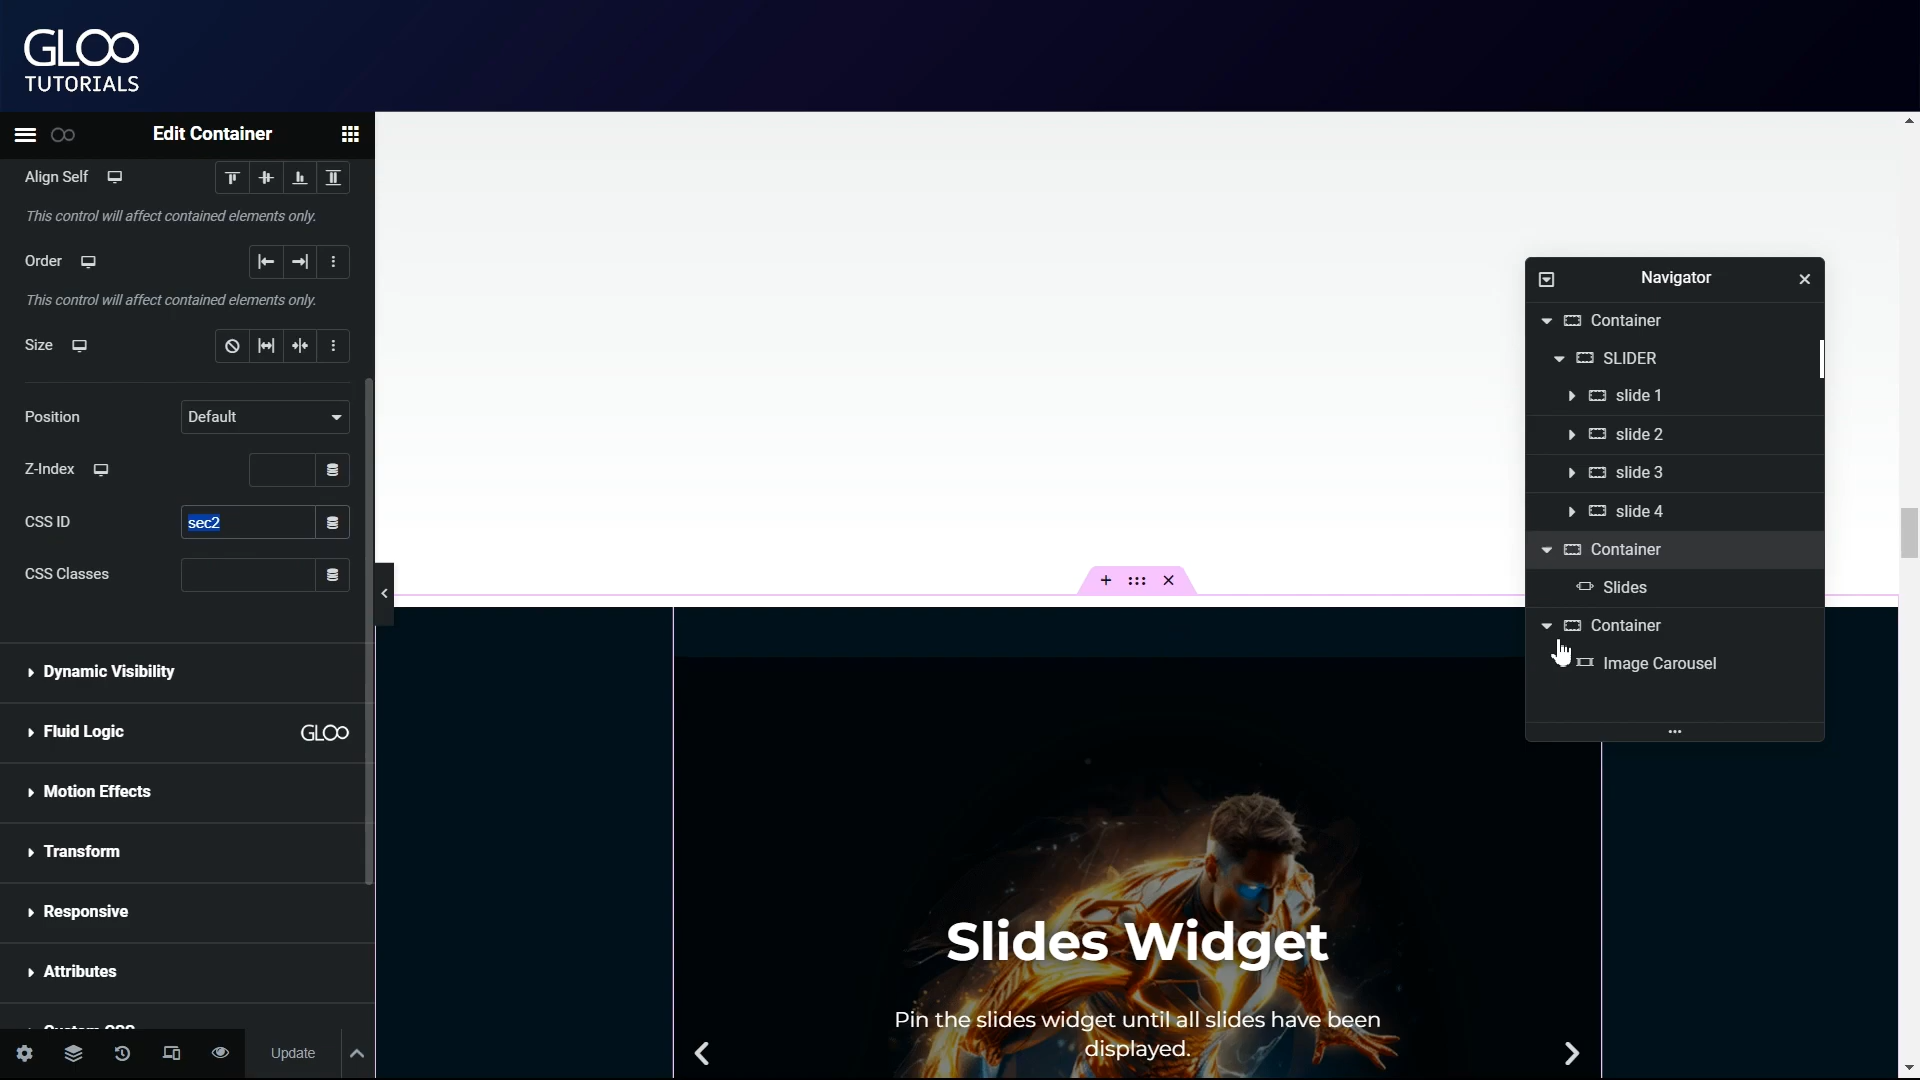 GLOO
TUTORIALS
Edit Container
Align Self
This control will affect contained elements only.
Order
This control will affect contained elements only.
Size
Position
Default
Z-Index
CSS ID
sec2
CSS Classes
Dynamic Visibility
Fluid Logic
GLOO
Motion Effects
Transform
Responsive
Attributes
Custom CSS
Update
Navigator
Container
SLIDER
slide 1
slide 2
slide 3
slide 4
Container
Slides
Container
Image Carousel
Slides Widget
Pin the slides widget until all slides have been
displayed.